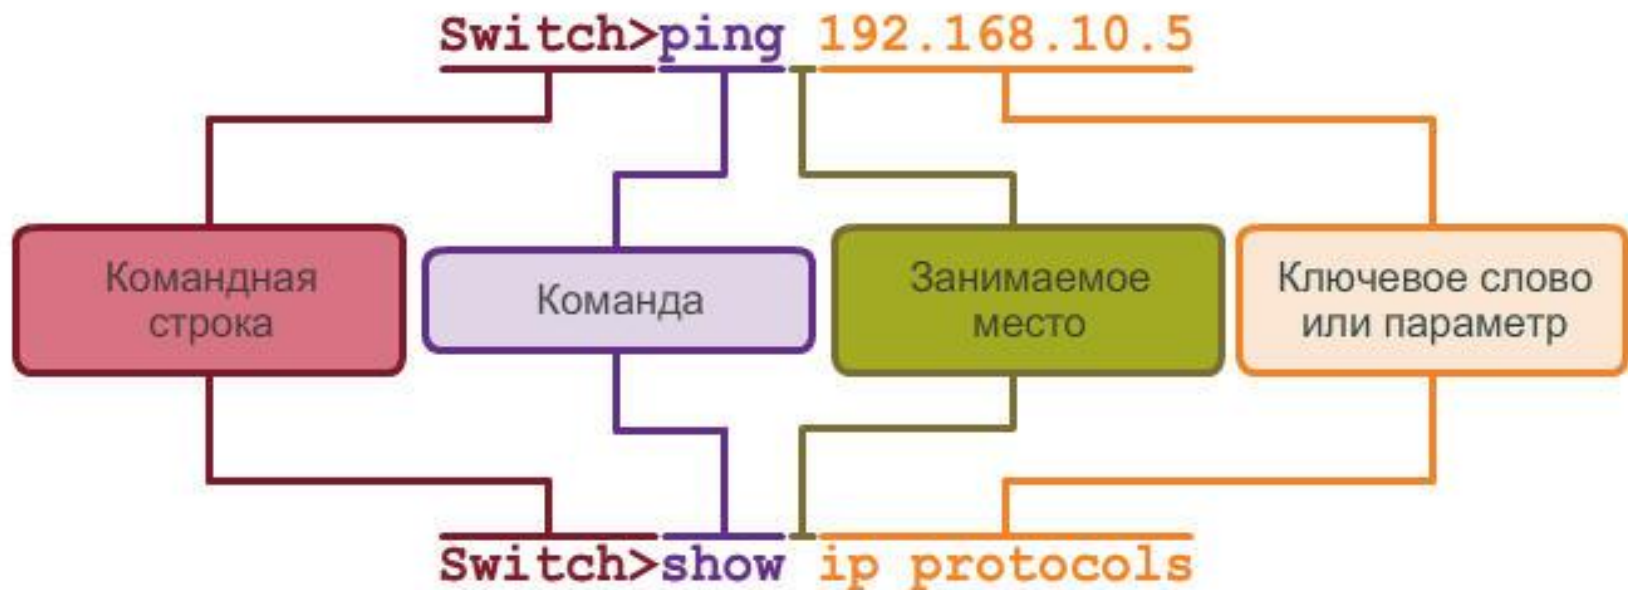 Switch>ping 192.168.10.5
Командная
строка
Команда
Занимаемое
место
Ключевое слово
или параметр
Switch>show ip protocols